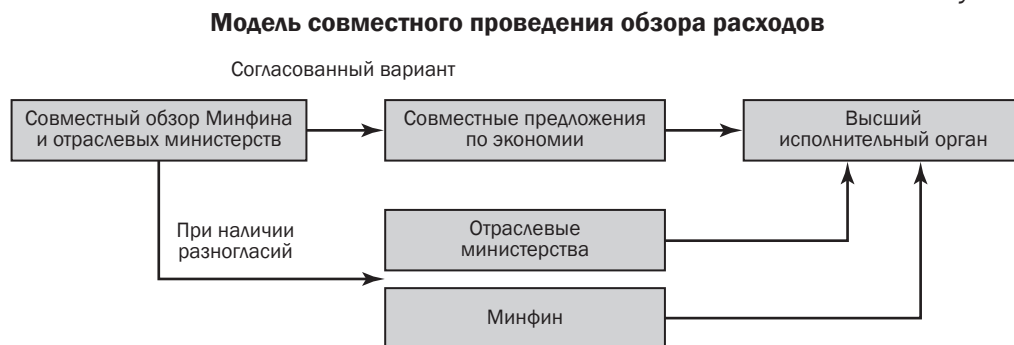 Модель совместного проведения обзора расходов
Согласованный вариант
Совместный обзор Минфина
и отраслевых министерств
Совместные предложения
по экономии
Высший
исполнительный орган
При наличии
разногласий
Отраслевые
министерства
Минфин